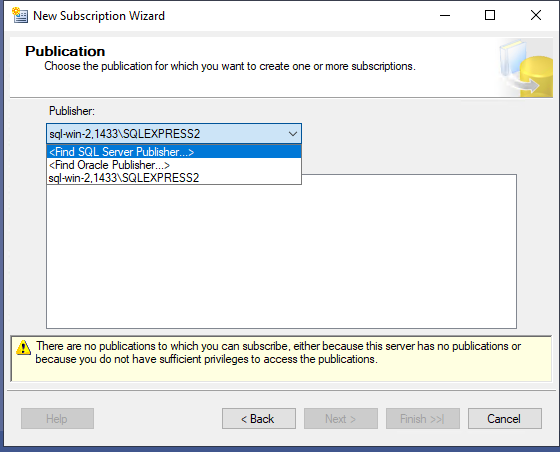 New Subscription Wizard
Publication
Choose the publication for which you want to create one or more subscriptions.
Publisher:
sql-win-2,1433\SQLEXPRESS2
<Find SQL Server Publisher...>
<Find Oracle Publisher...>
sql-win-2,1433\SQLEXPRESS2
There are no publications to which you can subscribe, either because this server has no publications or
because you do not have sufficient privileges to access the publications.
Help
< Back
Next >
Finish >>|
Cancel